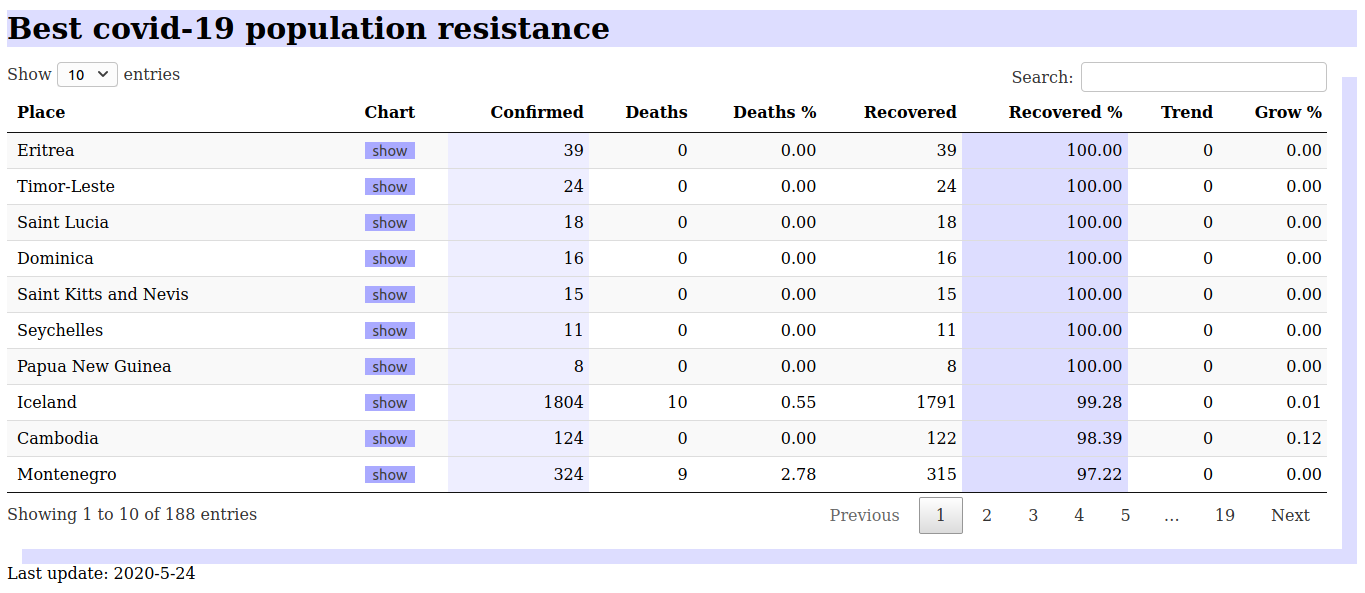 Best covid-19 population resistance
Show 10 entries Search:
Place Chart Confirmed Deaths Deaths % Recovered Recovered % Trend Grow %
Eritrea show 39 0 0.00 39 100.00 0 0.00
Timor-Leste show 24 0 0.00 24 100.00 0 0.00
Saint Lucia show 18 0 0.00 18 100.00 0 0.00
Dominica show 16 0 0.00 16 100.00 0 0.00
Saint Kitts and Nevis show 15 0 0.00 15 100.00 0 0.00
Seychelles show 11 0 0.00 11 100.00 0 0.00
Papua New Guinea show 8 0 0.00 8 100.00 0 0.00
Iceland show 1804 10 0.55 1791 99.28 0 0.01
Cambodia show 124 0 0.00 122 98.39 0 0.12
Montenegro show 324 9 2.78 315 97.22 0 0.00
Showing 1 to 10 of 188 entries Previous 1 2 3 4 5 … 19 Next
Last update: 2020-5-24